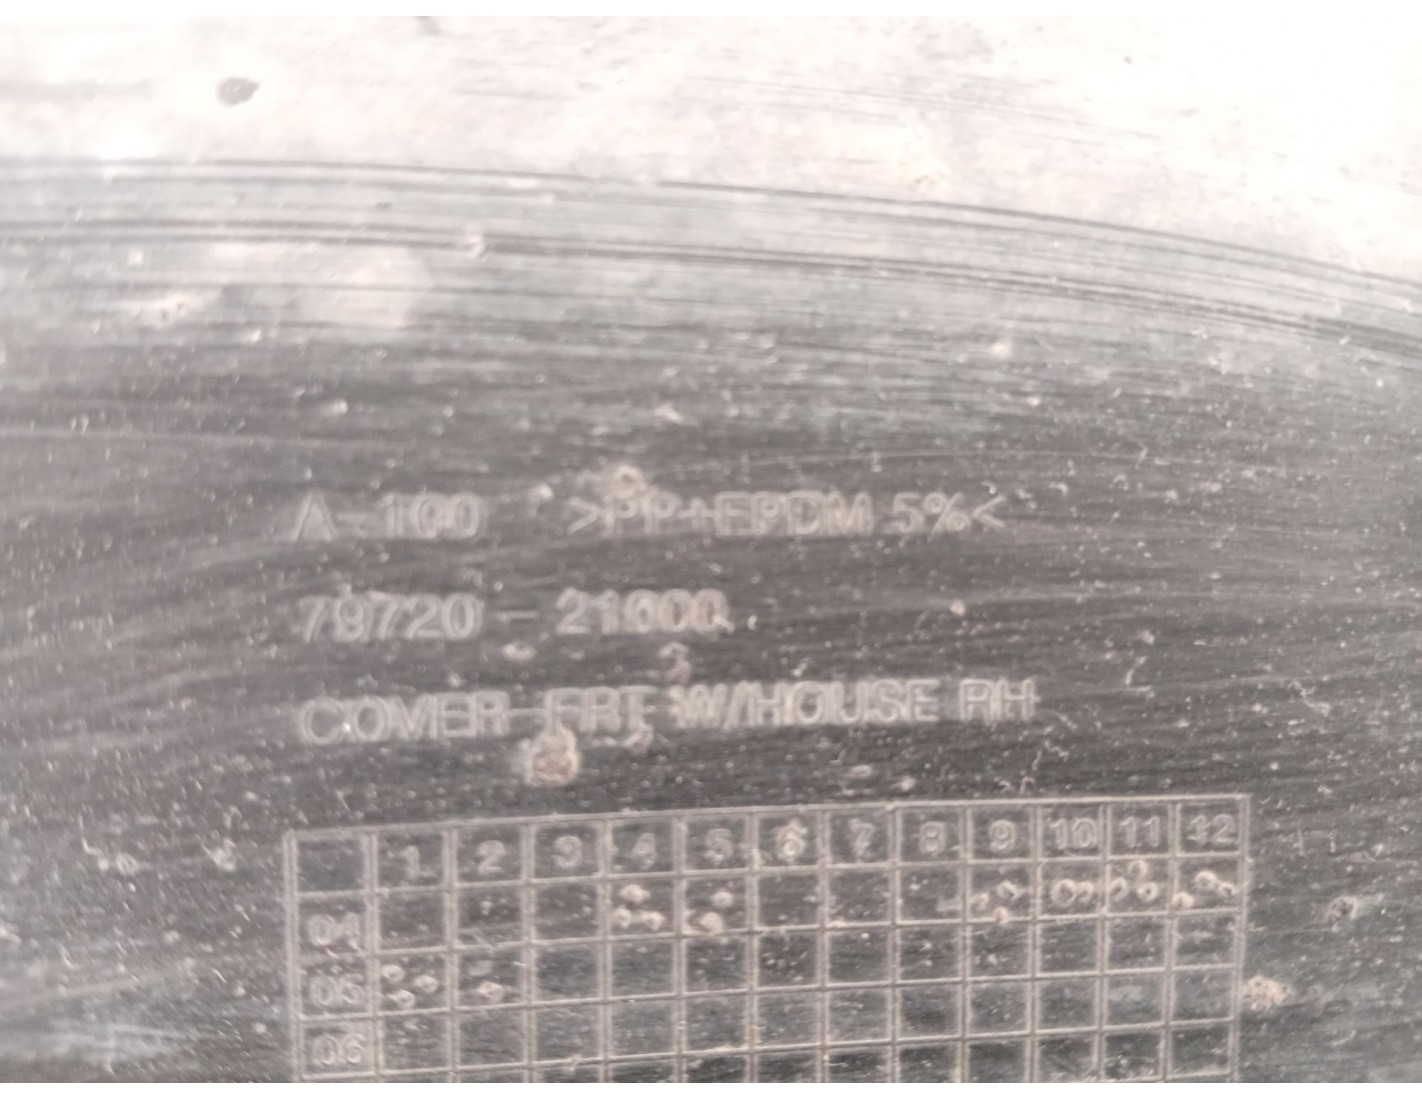 A-100 >PP+EPDM 5%<
79720 - 21000
COVER-FRT W/HOUSE RH
1 2 3 4 5 6 7 8 9 10 11 12
04
05
06